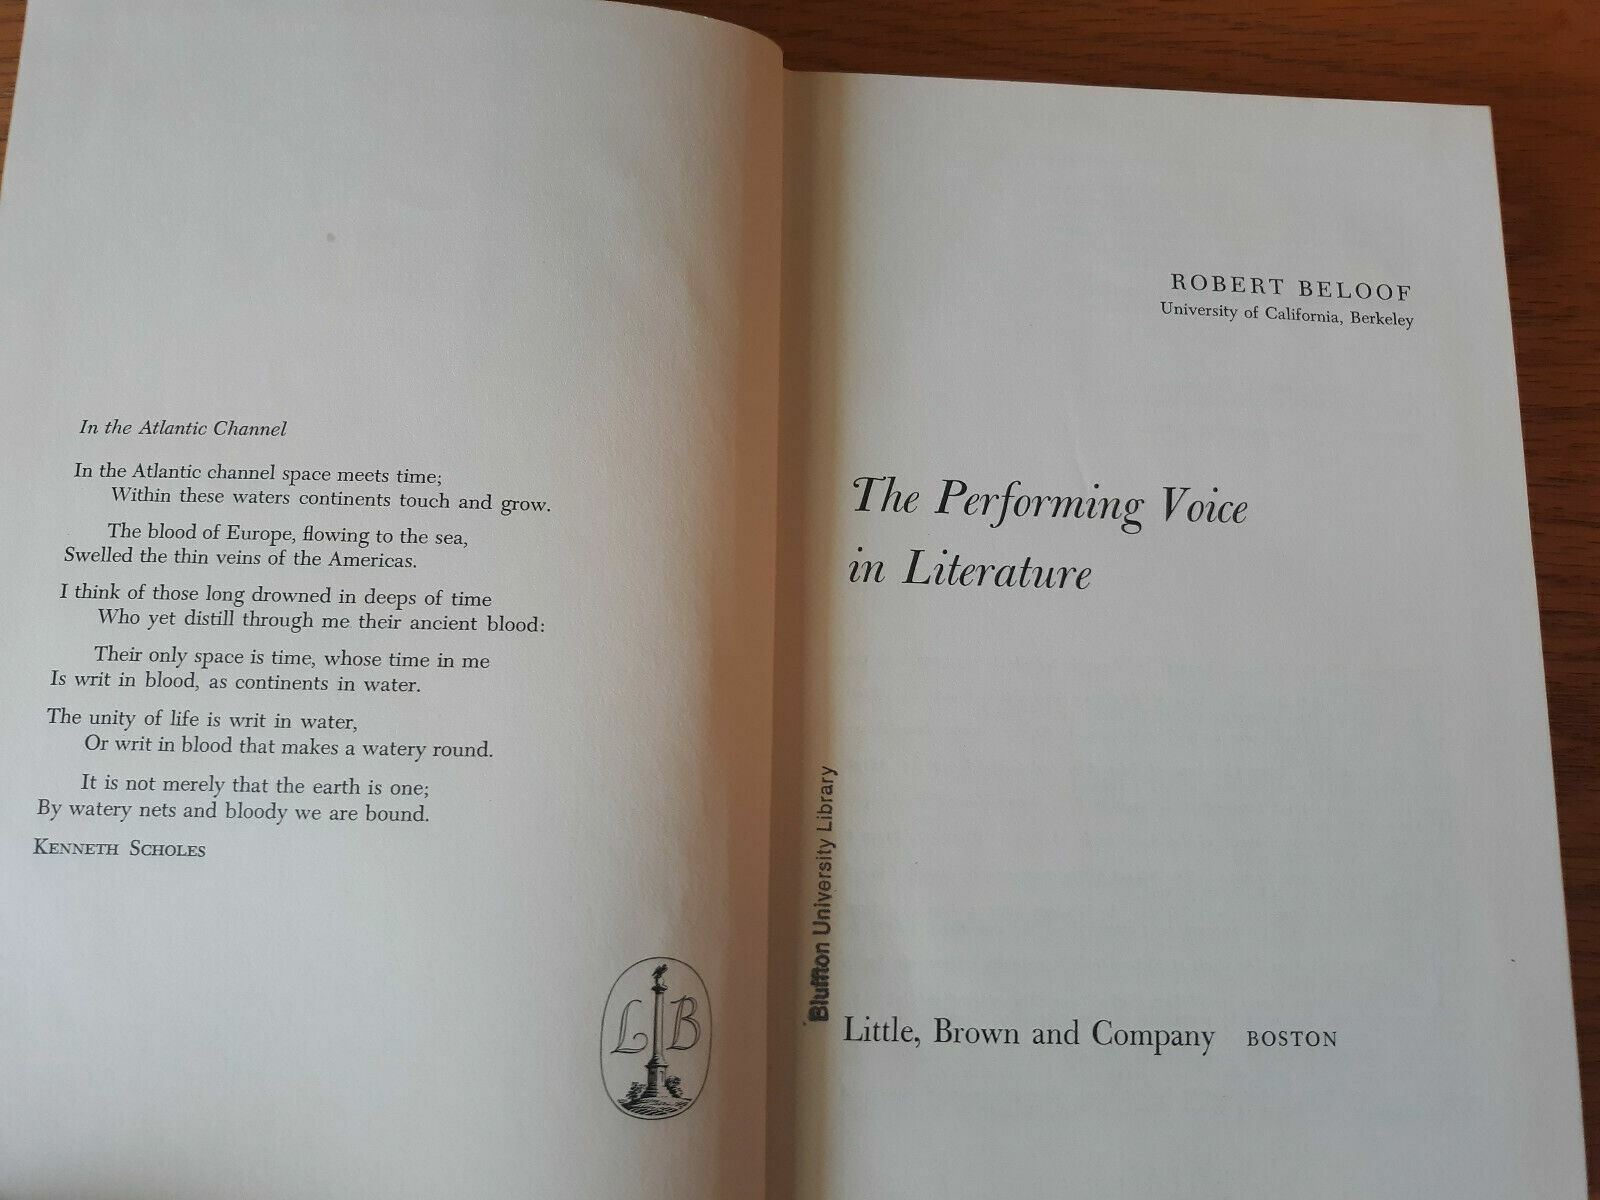 In the Atlantic Channel
In the Atlantic channel space meets time;
Within these waters continents touch and grow.
The blood of Europe, flowing to the sea,
Swelled the thin veins of the Americas.
I think of those long drowned in deeps of time
Who yet distill through me their ancient blood:
Their only space is time, whose time in me
Is writ in blood, as continents in water.
The unity of life is writ in water,
Or writ in blood that makes a watery round.
It is not merely that the earth is one;
By watery nets and bloody we are bound.
KENNETH SCHOLES
L B
ROBERT BELOOF
University of California, Berkeley
The Performing Voice
in Literature
Bluffton University Library
Little, Brown and Company BOSTON